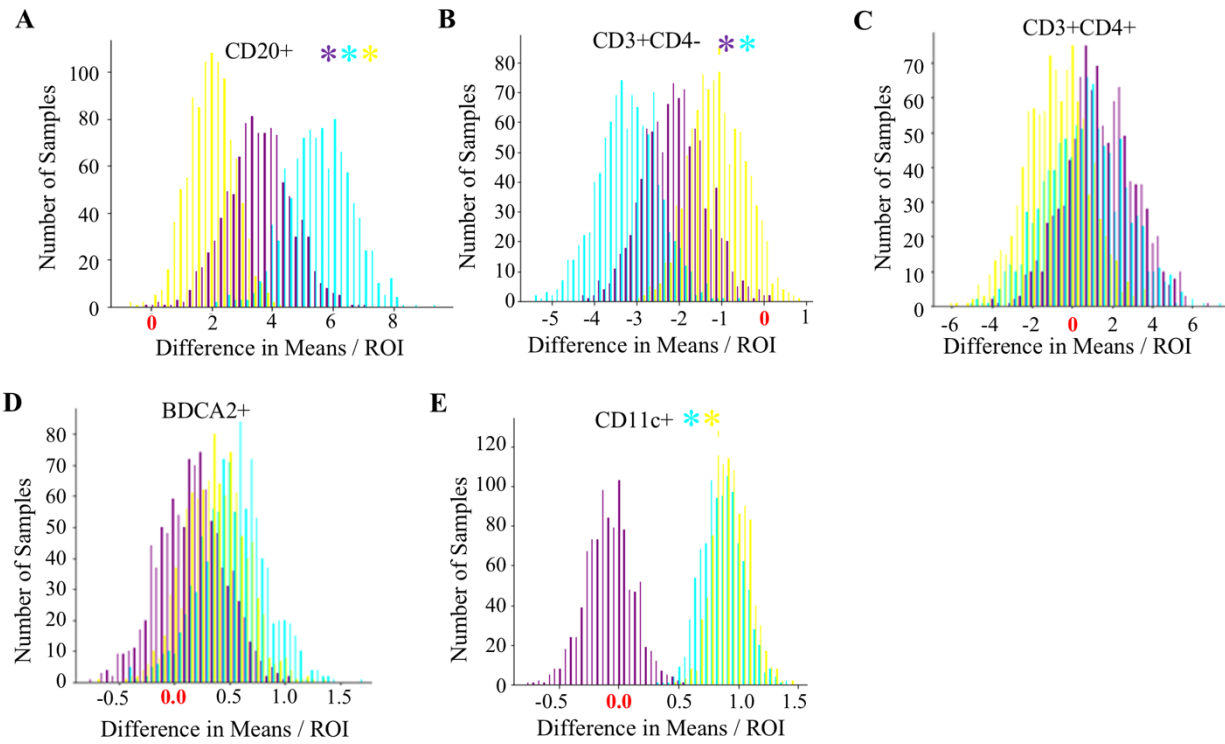 A
CD20+ ***
Number of Samples
100
80
60
40
20
0
0 2 4 6 8
Difference in Means / ROI
B
CD3+CD4- **
Number of Samples
80
70
60
50
40
30
20
10
0
-5 -4 -3 -2 -1 0 1
Difference in Means / ROI
C
CD3+CD4+
Number of Samples
70
60
50
40
30
20
10
0
-6 -4 -2 0 2 4 6
Difference in Means / ROI
D
BDCA2+
Number of Samples
80
70
60
50
40
30
20
10
0
-0.5 0.0 0.5 1.0 1.5
Difference in Means / ROI
E
CD11c+ **
Number of Samples
120
100
80
60
40
20
0
-0.5 0.0 0.5 1.0 1.5
Difference in Means / ROI